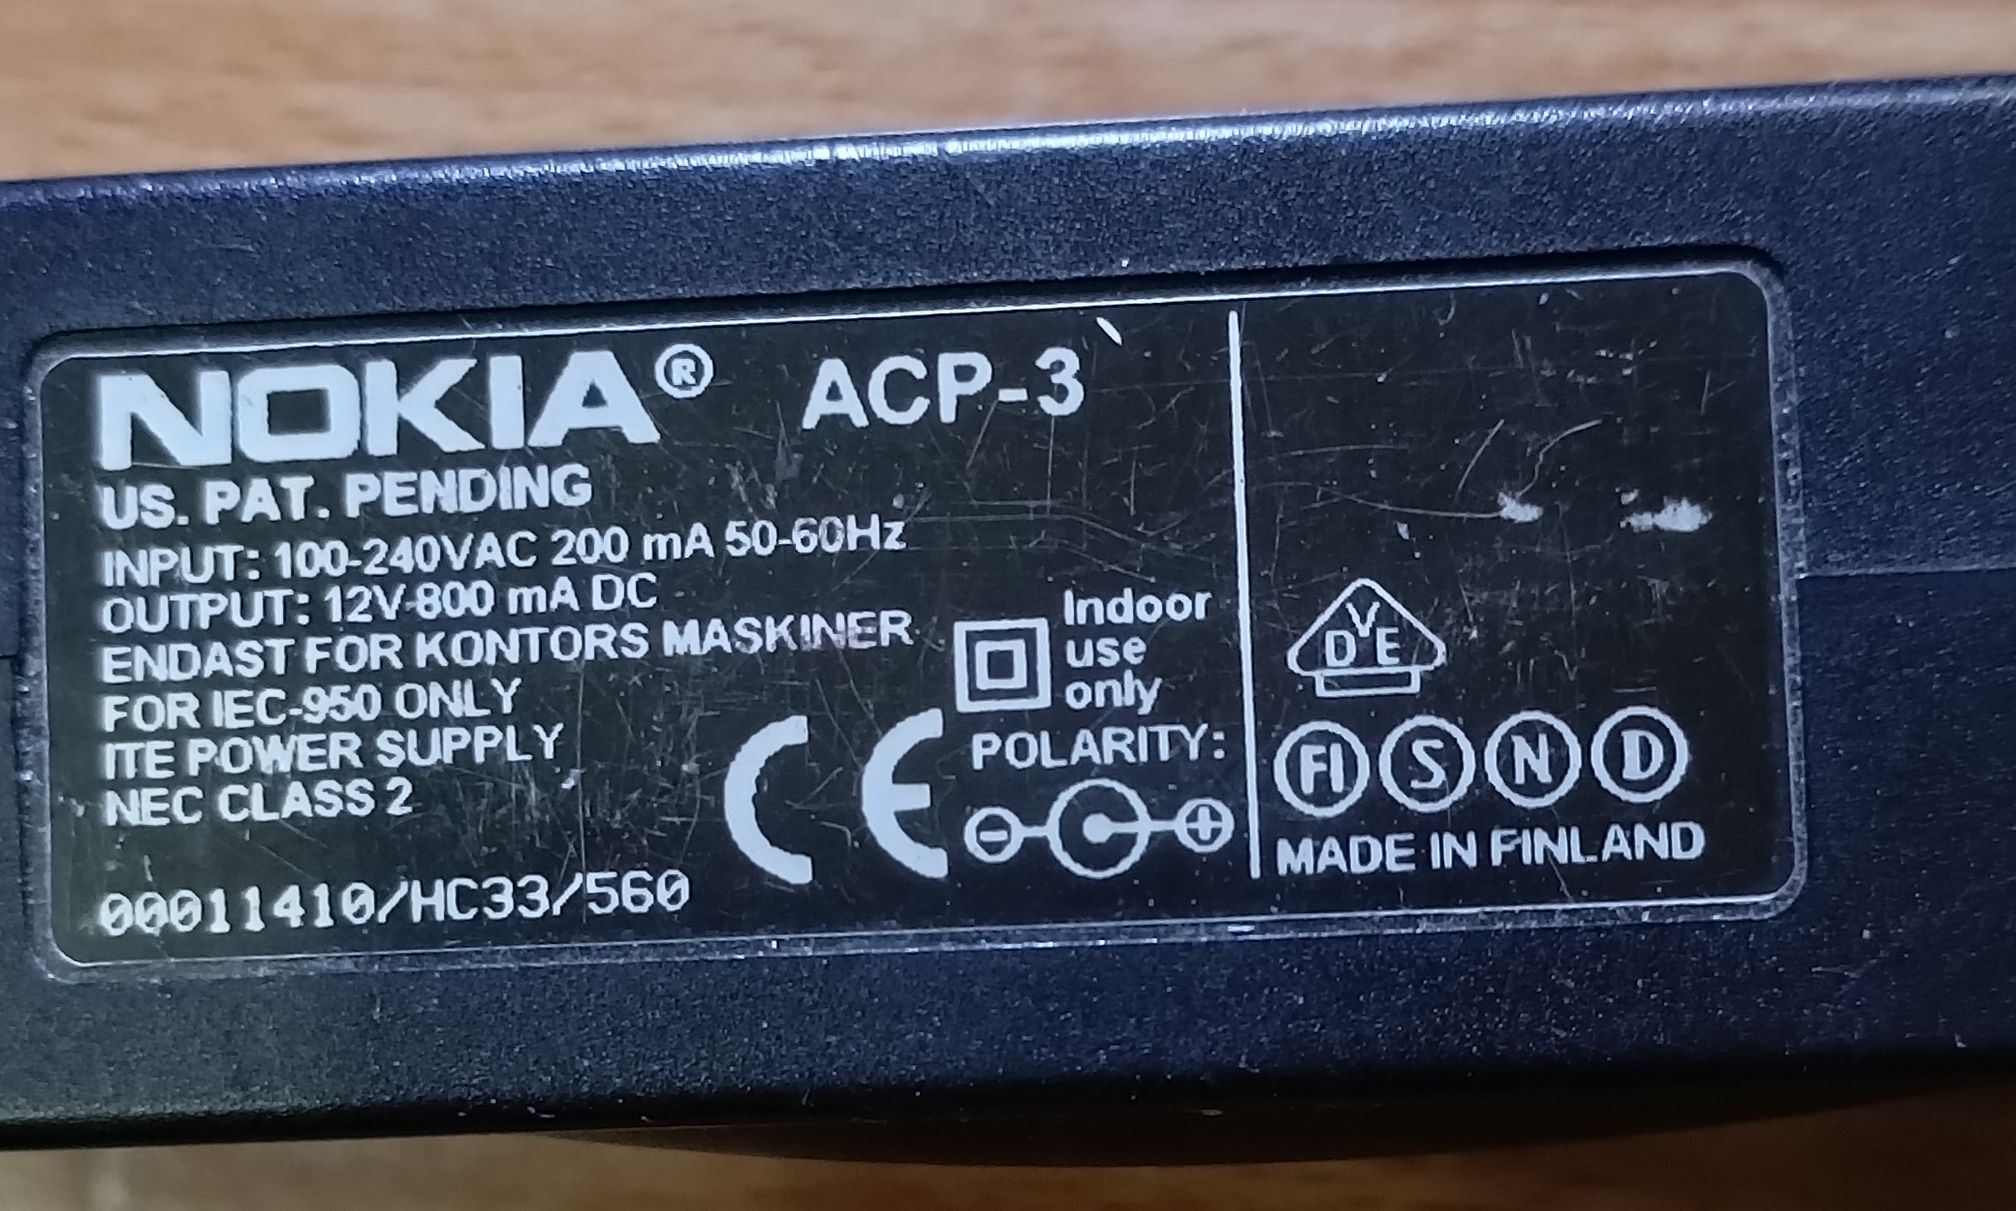 NOKIA® ACP-3
US. PAT. PENDING
INPUT: 100-240VAC 200 mA 50-60Hz
OUTPUT: 12V-800 mA DC
ENDAST FOR KONTORS MASKINER
FOR IEC-950 ONLY
ITE POWER SUPPLY
NEC CLASS 2
00011410/HC33/560
CE
Indoor
use
only
POLARITY:
DVE
FI S N D
MADE IN FINLAND